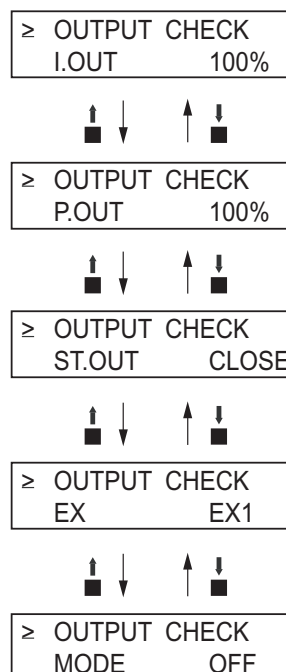 ≥ OUTPUT CHECK
I.OUT 100%
≥ OUTPUT CHECK
P.OUT 100%
≥ OUTPUT CHECK
ST.OUT CLOSE
≥ OUTPUT CHECK
EX EX1
≥ OUTPUT CHECK
MODE OFF